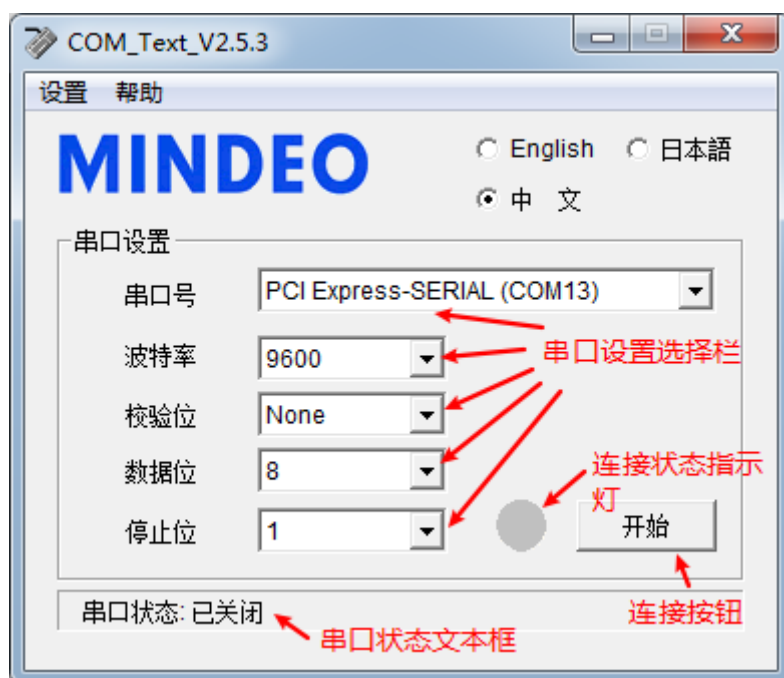 COM_Text_V2.5.3
设置 帮助
MINDEO
English 日本語
中 文
串口设置
串口号 PCI Express-SERIAL (COM13)
波特率 9600
串口设置选择栏
校验位 None
数据位 8
连接状态指示
灯
停止位 1
开始
串口状态: 已关闭
连接按钮
串口状态文本框